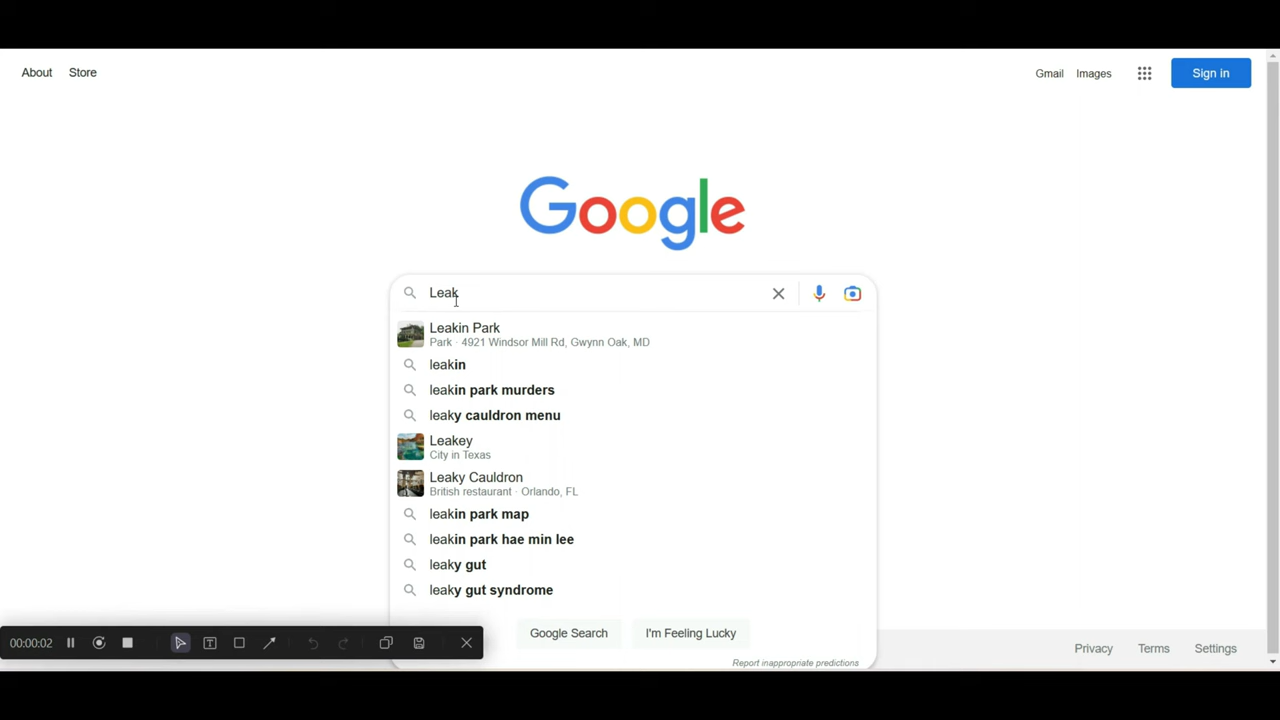 About Store
Gmail Images Sign in
Google
Leak
Leakin Park
Park · 4921 Windsor Mill Rd, Gwynn Oak, MD
leakin
leakin park murders
leaky cauldron menu
Leakey
City in Texas
Leaky Cauldron
British restaurant · Orlando, FL
leakin park map
leakin park hae min lee
leaky gut
leaky gut syndrome
Google Search I'm Feeling Lucky
00:00:02
Privacy Terms Settings
Report inappropriate predictions